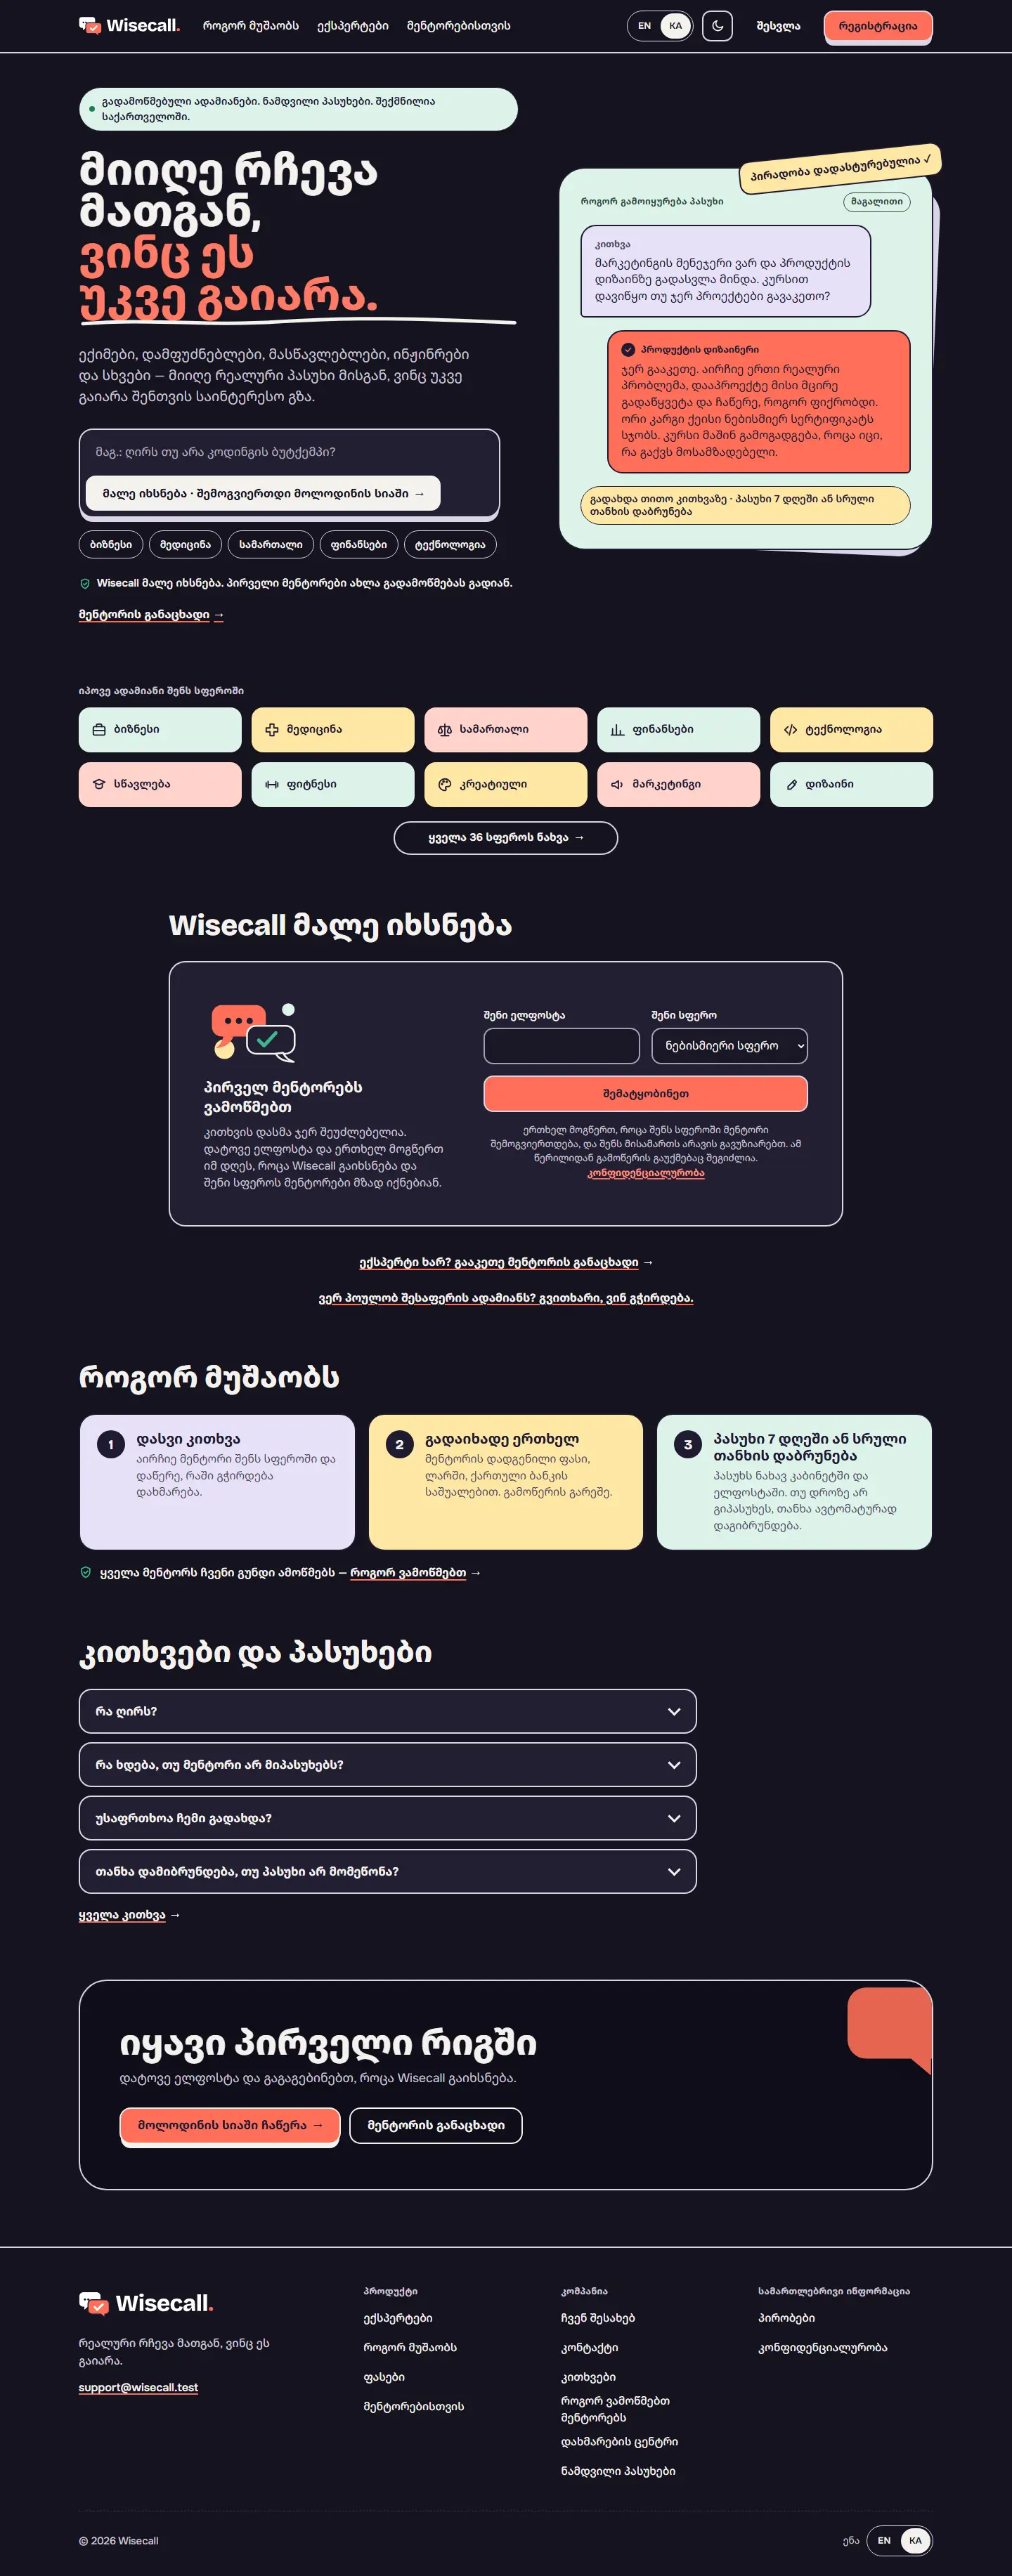 Wisecall.
როგორ მუშაობს
ექსპერტები
მენტორებისთვის
EN
KA
შესვლა
რეგისტრაცია
გადამოწმებული ადამიანები. ნამდვილი პასუხები. შექმნილია
საქართველოში.
მიიღე რჩევა
მათგან,
ვინც ეს
უკვე გაიარა.
ექიმები, დამფუძნებლები, მასწავლებლები, ინჟინრები
და სხვები — მიიღე რეალური პასუხი მისგან, ვინც უკვე
გაიარა შენთვის საინტერესო გზა.
მაგ.: ღირს თუ არა კოდინგის ბუტქემპი?
მალე იხსნება · შემოგვიერთდი მოლოდინის სიაში →
ბიზნესი
მედიცინა
სამართალი
ფინანსები
ტექნოლოგია
Wisecall მალე იხსნება. პირველი მენტორები ახლა გადამოწმებას გადიან.
მენტორის განაცხადი →
პირადობა დადასტურებულია ✓
როგორ გამოიყურება პასუხი
მაგალითი
კითხვა
მარკეტინგის მენეჯერი ვარ და პროდუქტის
დიზაინზე გადასვლა მინდა. კურსით
დავიწყო თუ ჯერ პროექტები გავაკეთო?
პროდუქტის დიზაინერი
ჯერ გააკეთე. აირჩიე ერთი რეალური
პრობლემა, დააპროექტე მისი მცირე
გადაწყვეტა და ჩაწერე, როგორ ფიქრობდი.
ორი კარგი ქეისი ნებისმიერ სერტიფიკატს
სჯობს. კურსი მაშინ გამოგადგება, როცა იცი,
რა გაქვს მოსამზადებელი.
გადახდა თითო კითხვაზე · პასუხი 7 დღეში ან სრული
თანხის დაბრუნება
იპოვე ადამიანი შენს სფეროში
ბიზნესი
მედიცინა
სამართალი
ფინანსები
ტექნოლოგია
სწავლება
ფიტნესი
კრეატიული
მარკეტინგი
დიზაინი
ყველა 36 სფეროს ნახვა →
Wisecall მალე იხსნება
პირველ მენტორებს
ვამოწმებთ
კითხვის დასმა ჯერ შეუძლებელია.
დატოვე ელფოსტა და ერთხელ მოგწერთ
იმ დღეს, როცა Wisecall გაიხსნება და
შენი სფეროს მენტორები მზად იქნებიან.
შენი ელფოსტა
შენი სფერო
ნებისმიერი სფერო
შემატყობინეთ
ერთხელ მოგწერთ, როცა შენს სფეროში მენტორი
შემოგვიერთდება, და შენს მისამართს არავის გავუზიარებთ. ამ
წერილიდან გამოწერის გაუქმებაც შეგიძლია.
კონფიდენციალურობა
ექსპერტი ხარ? გააკეთე მენტორის განაცხადი →
ვერ პოულობ შესაფერის ადამიანს? გვითხარი, ვინ გჭირდება.
როგორ მუშაობს
1
დასვი კითხვა
აირჩიე მენტორი შენს სფეროში და
დაწერე, რაში გჭირდება
დახმარება.
2
გადაიხადე ერთხელ
მენტორის დადგენილი ფასი,
ლარში, ქართული ბანკის
საშუალებით. გამოწერის გარეშე.
3
პასუხი 7 დღეში ან სრული
თანხის დაბრუნება
პასუხს ნახავ კაბინეტში და
ელფოსტაში. თუ დროზე არ
გიპასუხეს, თანხა ავტომატურად
დაგიბრუნდება.
ყველა მენტორს ჩვენი გუნდი ამოწმებს — როგორ ვამოწმებთ →
კითხვები და პასუხები
რა ღირს?
რა ხდება, თუ მენტორი არ მიპასუხებს?
უსაფრთხოა ჩემი გადახდა?
თანხა დამიბრუნდება, თუ პასუხი არ მომეწონა?
ყველა კითხვა →
იყავი პირველი რიგში
დატოვე ელფოსტა და გაგაგებინებთ, როცა Wisecall გაიხსნება.
მოლოდინის სიაში ჩაწერა →
მენტორის განაცხადი
Wisecall.
რეალური რჩევა მათგან, ვინც ეს
გაიარა.
support@wisecall.test
პროდუქტი
ექსპერტები
როგორ მუშაობს
ფასები
მენტორებისთვის
კომპანია
ჩვენ შესახებ
კონტაქტი
კითხვები
როგორ ვამოწმებთ
მენტორებს
დახმარების ცენტრი
ნამდვილი პასუხები
სამართლებრივი ინფორმაცია
პირობები
კონფიდენციალურობა
© 2026 Wisecall
ენა
EN
KA